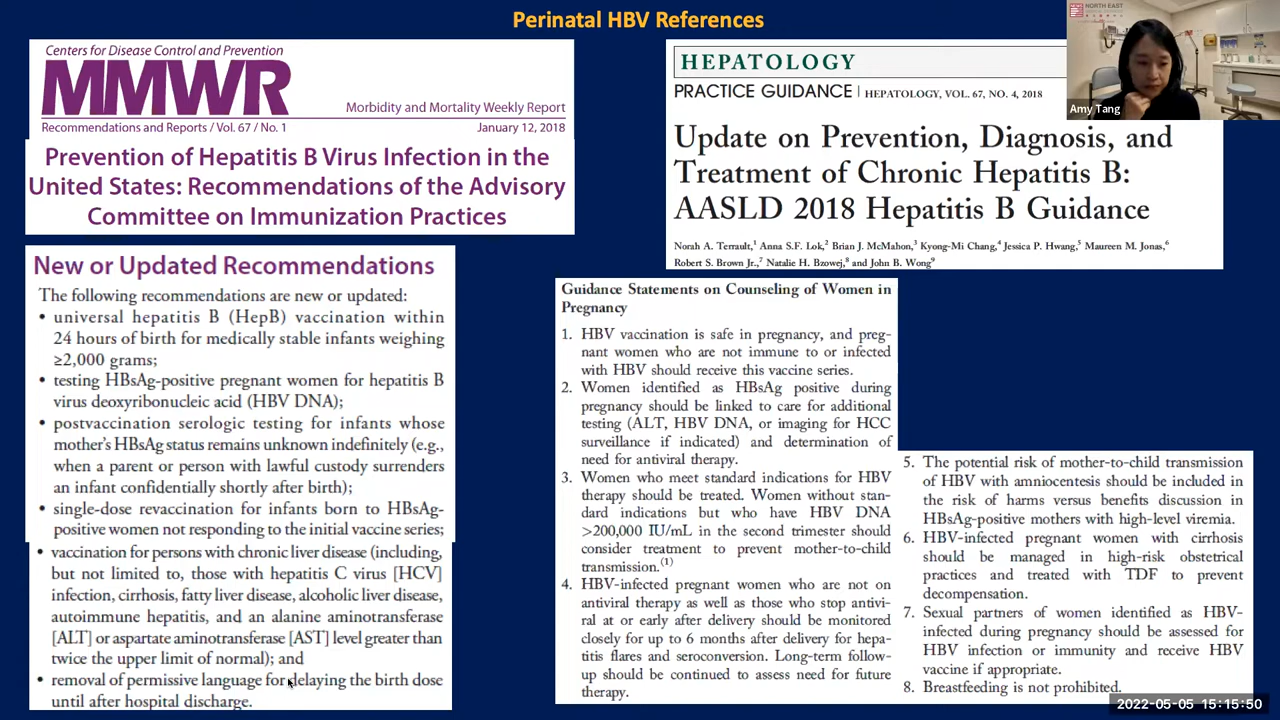 Perinatal HBV References
Centers for Disease Control and Prevention
MMWR
Morbidity and Mortality Weekly Report
Recommendations and Reports / Vol. 67 / No. 1
January 12, 2018
Prevention of Hepatitis B Virus Infection in the
United States: Recommendations of the Advisory
Committee on Immunization Practices
New or Updated Recommendations
The following recommendations are new or updated:
• universal hepatitis B (HepB) vaccination within
24 hours of birth for medically stable infants weighing
≥2,000 grams;
• testing HBsAg-positive pregnant women for hepatitis B
virus deoxyribonucleic acid (HBV DNA);
• postvaccination serologic testing for infants whose
mother's HBsAg status remains unknown indefinitely (e.g.,
when a parent or person with lawful custody surrenders
an infant confidentially shortly after birth);
• single-dose revaccination for infants born to HBsAg-
positive women not responding to the initial vaccine series;
• vaccination for persons with chronic liver disease (including,
but not limited to, those with hepatitis C virus [HCV]
infection, cirrhosis, fatty liver disease, alcoholic liver disease,
autoimmune hepatitis, and an alanine aminotransferase
[ALT] or aspartate aminotransferase [AST] level greater than
twice the upper limit of normal); and
• removal of permissive language for delaying the birth dose
until after hospital discharge.
HEPATOLOGY
PRACTICE GUIDANCE | HEPATOLOGY, VOL. 67, NO. 4, 2018
Update on Prevention, Diagnosis, and
Treatment of Chronic Hepatitis B:
AASLD 2018 Hepatitis B Guidance
Norah A. Terrault,1 Anna S.F. Lok,2 Brian J. McMahon,3 Kyong-Mi Chang,4 Jessica P. Hwang,5 Maureen M. Jonas,6
Robert S. Brown Jr.,7 Natalie H. Bzowej,8 and John B. Wong9
Guidance Statements on Counseling of Women in
Pregnancy
1. HBV vaccination is safe in pregnancy, and preg-
nant women who are not immune to or infected
with HBV should receive this vaccine series.
2. Women identified as HBsAg positive during
pregnancy should be linked to care for additional
testing (ALT, HBV DNA, or imaging for HCC
surveillance if indicated) and determination of
need for antiviral therapy.
3. Women who meet standard indications for HBV
therapy should be treated. Women without stan-
dard indications but who have HBV DNA
>200,000 IU/mL in the second trimester should
consider treatment to prevent mother-to-child
transmission.(1)
4. HBV-infected pregnant women who are not on
antiviral therapy as well as those who stop antivi-
ral at or early after delivery should be monitored
closely for up to 6 months after delivery for hepa-
titis flares and seroconversion. Long-term follow-
up should be continued to assess need for future
therapy.
5. The potential risk of mother-to-child transmission
of HBV with amniocentesis should be included in
the risk of harms versus benefits discussion in
HBsAg-positive mothers with high-level viremia.
6. HBV-infected pregnant women with cirrhosis
should be managed in high-risk obstetrical
practices and treated with TDF to prevent
decompensation.
7. Sexual partners of women identified as HBV-
infected during pregnancy should be assessed for
HBV infection or immunity and receive HBV
vaccine if appropriate.
8. Breastfeeding is not prohibited.
NORTH EAST
Amy Tang
2022-05-05 15:15:50